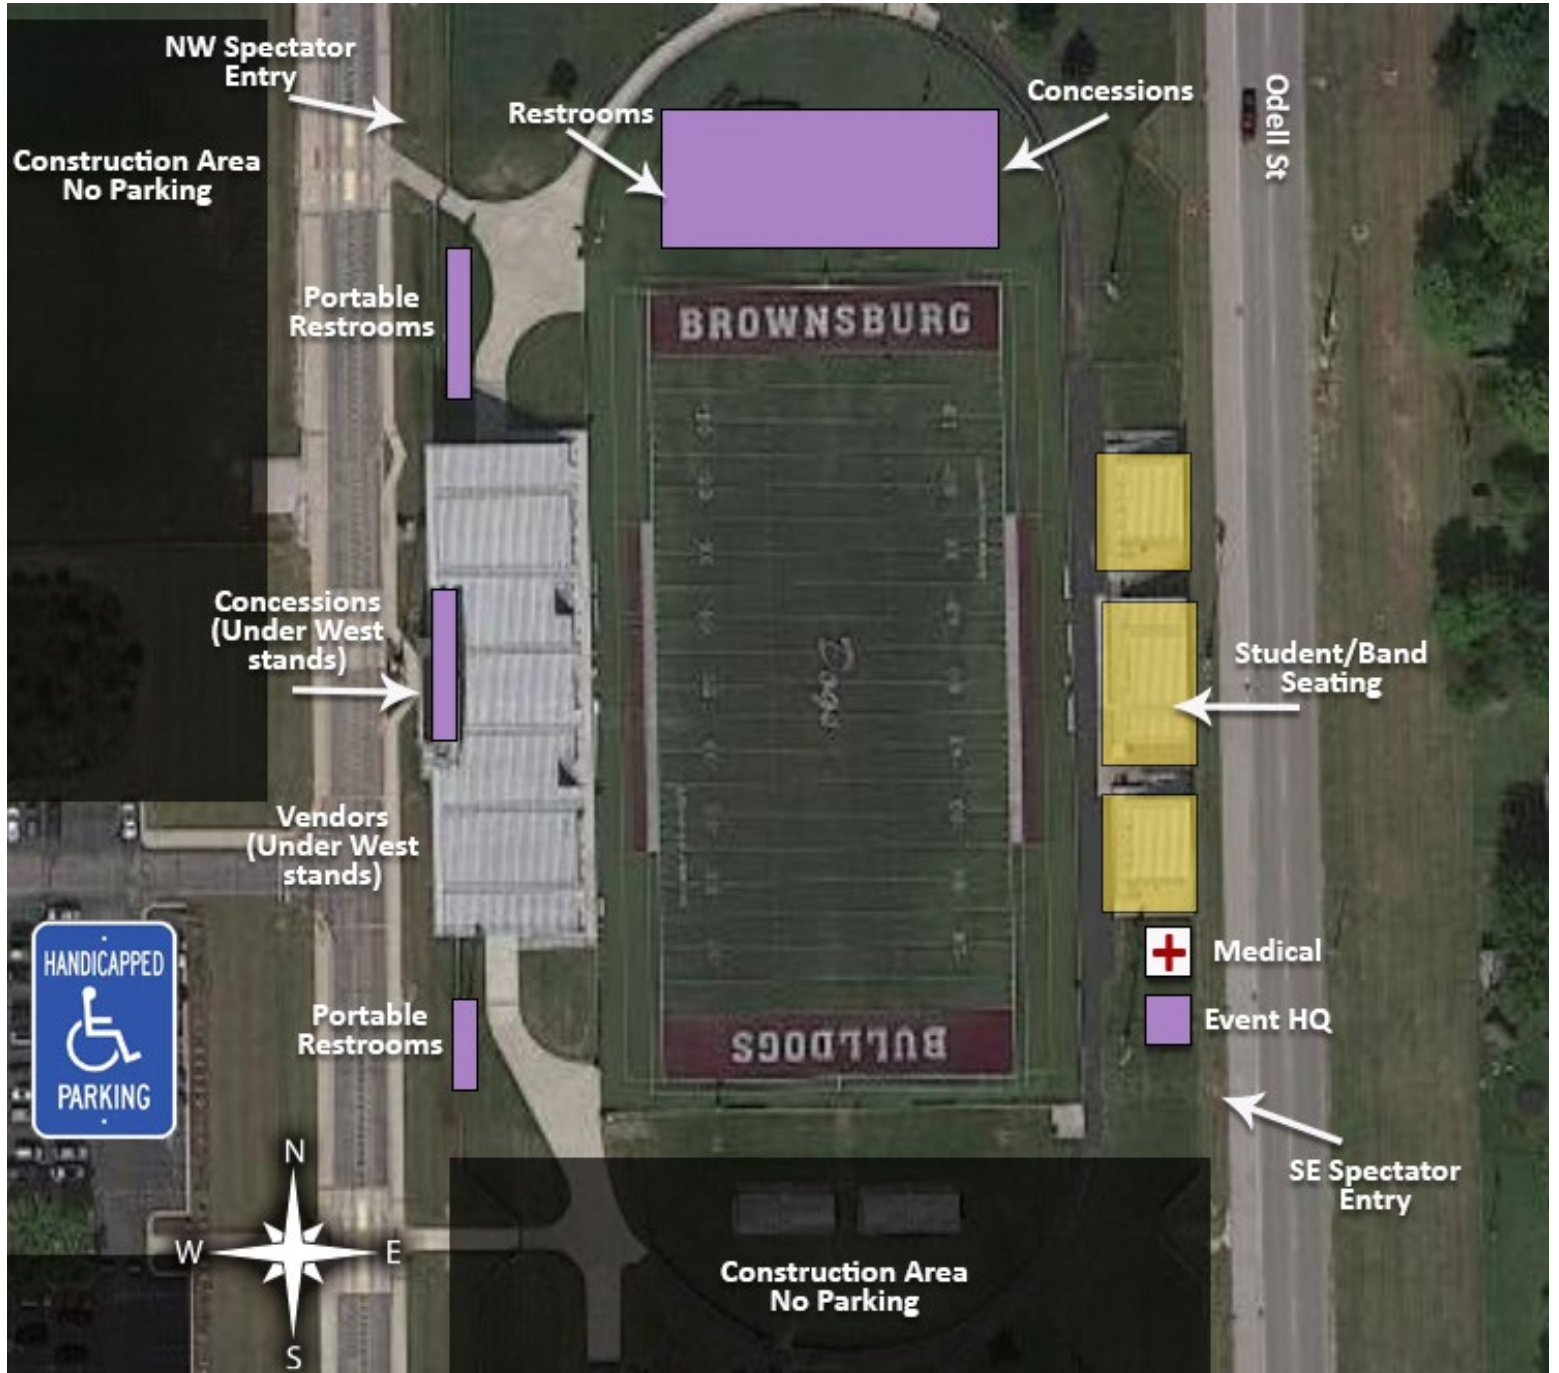 NW Spectator
Entry
Construction Area
No Parking
Restrooms
Concessions
Odell St
Portable
Restrooms
BROWNSBURG
Concessions
(Under West
stands)
Student/Band
Seating
Vendors
(Under West
stands)
HANDICAPPED
PARKING
Medical
Event HQ
Portable
Restrooms
BULLDOGS
SE Spectator
Entry
N
W
E
S
Construction Area
No Parking